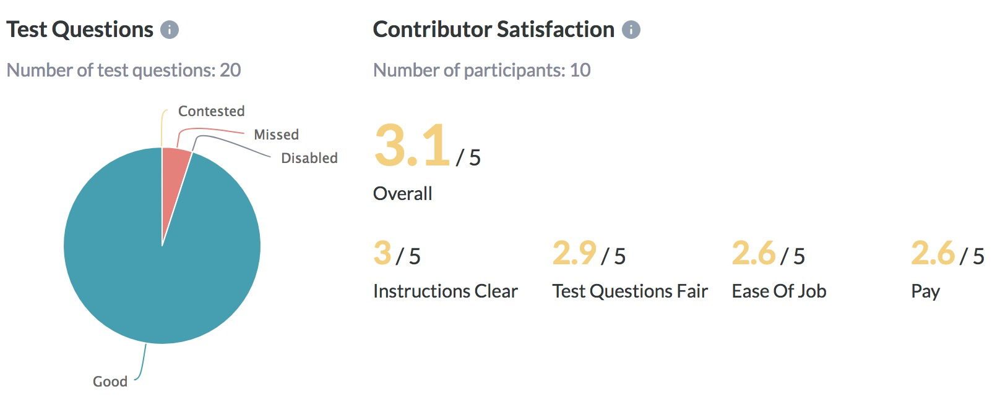 Test Questions
Number of test questions: 20
Contested
Missed
Disabled
Good
Contributor Satisfaction
Number of participants: 10
3.1 / 5
Overall
3 / 5
Instructions Clear
2.9 / 5
Test Questions Fair
2.6 / 5
Ease Of Job
2.6 / 5
Pay